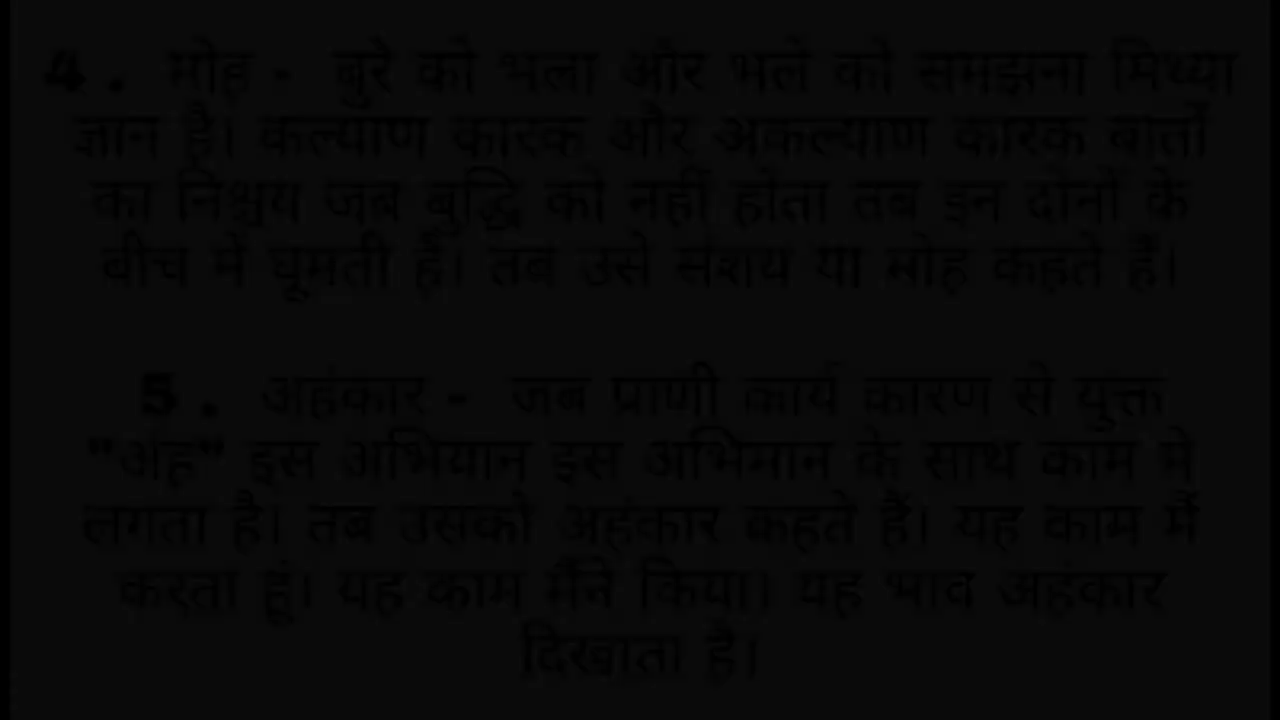 4 . मोह - बुरे को भला और भले को समझना मिथ्या
ज्ञान है। कल्याण कारक और अकल्याण कारक बातों
का निश्चय जब बुद्धि को नहीं होता तब इन दोनों के
बीच में घूमती है। तब उसे संशय या मोह कहते है।
5 . अहंकार - जब प्राणी कार्य कारण से युक्त
"अंह" इस अभियान इस अभिमान के साथ काम मे
लगता है। तब उसको अहंकार कहते हैं। यह काम मैं
करता हूं। यह काम मैंने किया। यह भाव अहंकार
दिखाता है।